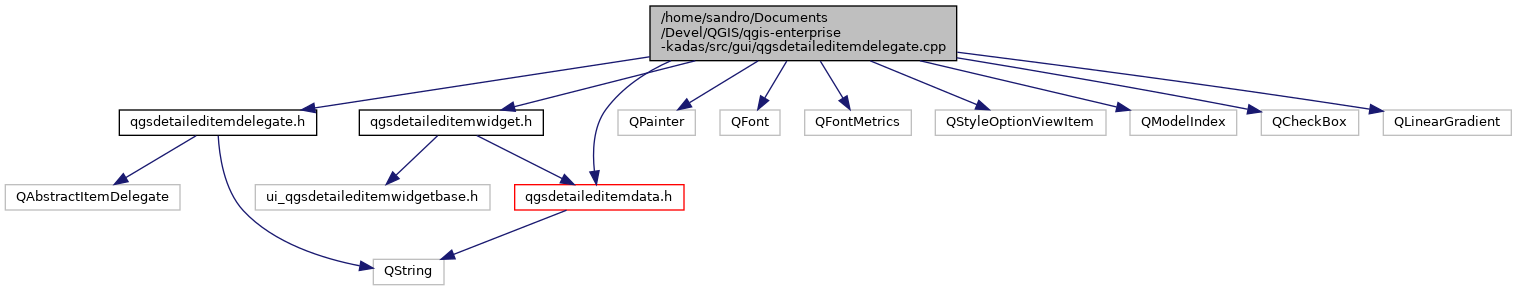 /home/sandro/Documents
/Devel/QGIS/qgis-enterprise
-kadas/src/gui/qgsdetaileditemdelegate.cpp
qgsdetaileditemdelegate.h
qgsdetaileditemwidget.h
QPainter
QFont
QFontMetrics
QStyleOptionViewItem
QModelIndex
QCheckBox
QLinearGradient
QAbstractItemDelegate
ui_qgsdetaileditemwidgetbase.h
qgsdetaileditemdata.h
QString